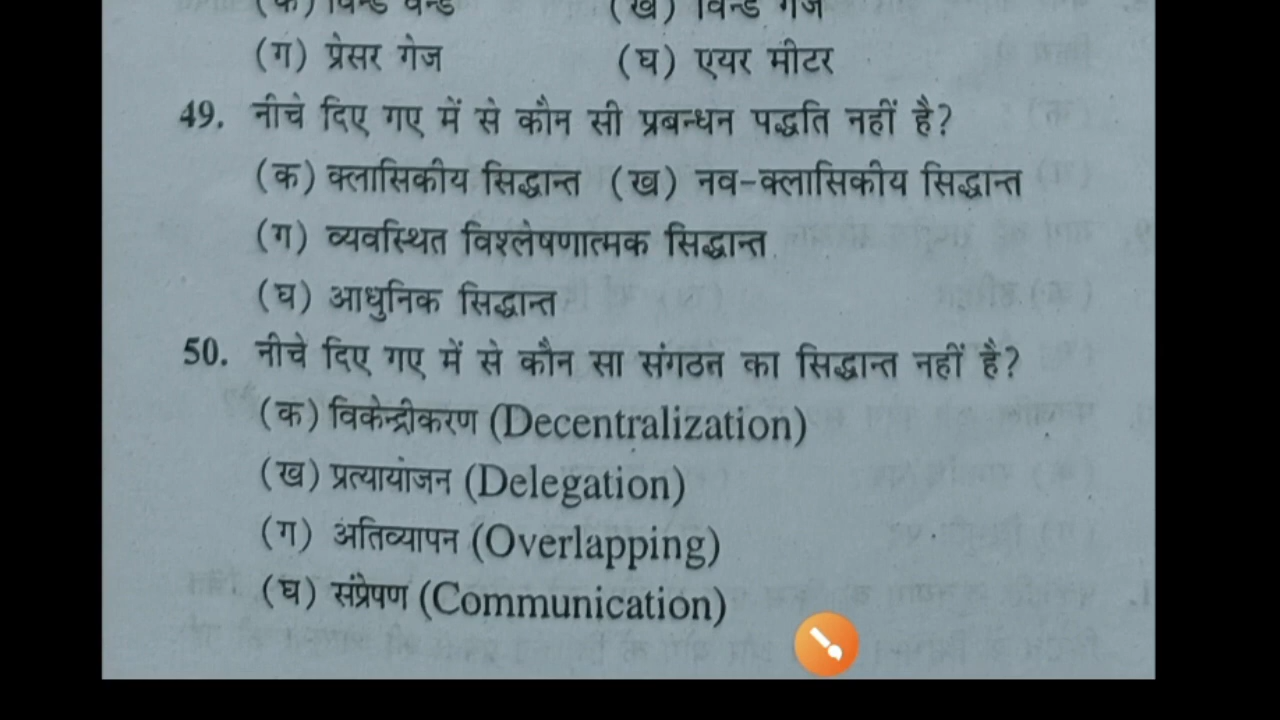 (क) विन्ड वेन्ड (ख) विन्ड गेज
(ग) प्रेसर गेज (घ) एयर मीटर
49. नीचे दिए गए में से कौन सी प्रबन्धन पद्धति नहीं है?
(क) क्लासिकीय सिद्धान्त (ख) नव-क्लासिकीय सिद्धान्त
(ग) व्यवस्थित विश्लेषणात्मक सिद्धान्त
(घ) आधुनिक सिद्धान्त
50. नीचे दिए गए में से कौन सा संगठन का सिद्धान्त नहीं है?
(क) विकेन्द्रीकरण (Decentralization)
(ख) प्रत्यायोजन (Delegation)
(ग) अतिव्यापन (Overlapping)
(घ) संप्रेषण (Communication)